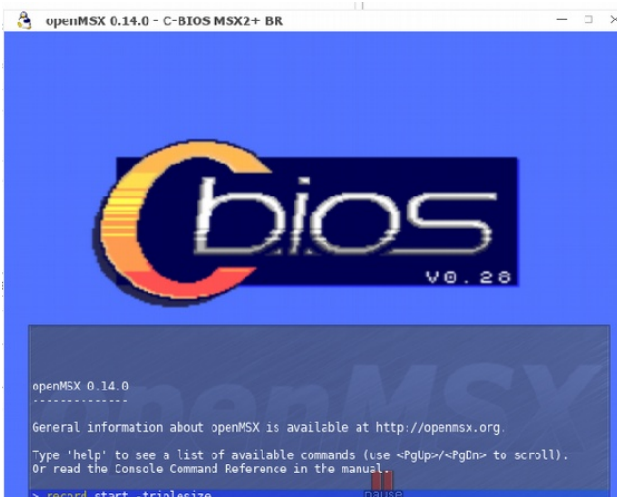 openMSX 0.14.0 - C-BIOS MSX2+ BR
Cbios
V0.28
openMSX
openMSX 0.14.0
--------------
General information about openMSX is available at http://openmsx.org.
Type 'help' to see a list of available commands (use <PgUp>/<PgDn> to scroll).
Or read the Console Command Reference in the manual.
> record start -triplesize
pause